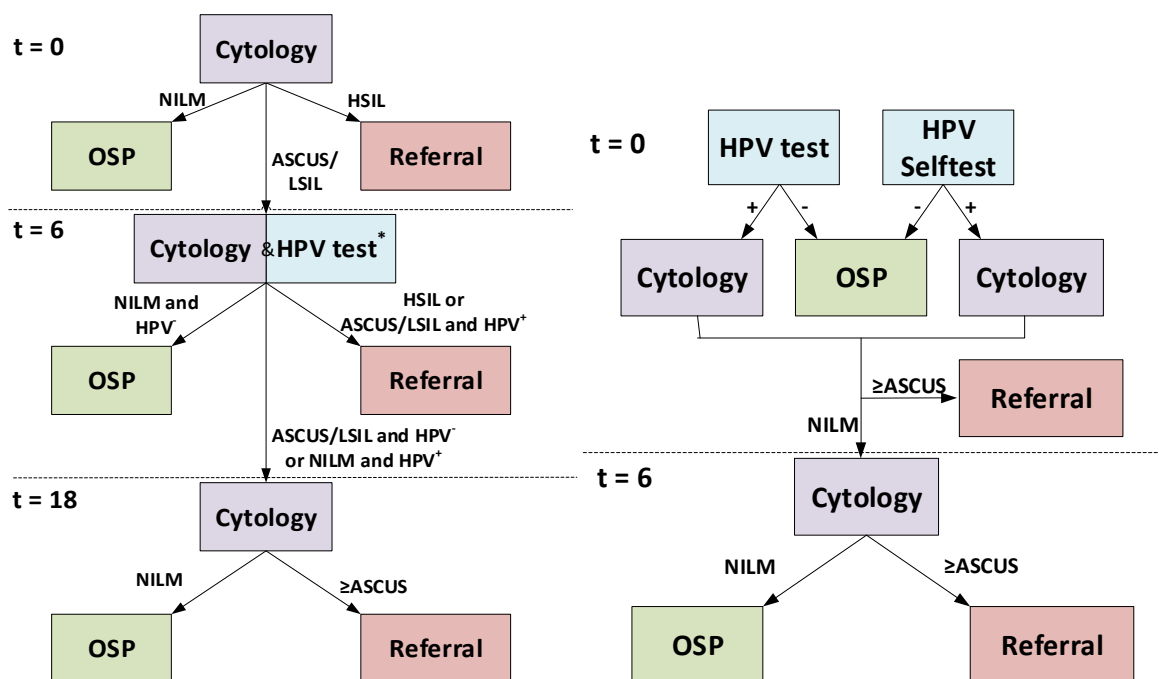 t = 0
Cytology
NILM
HSIL
OSP
ASCUS/
LSIL
Referral
t = 6
Cytology & HPV test*
NILM and
HPV⁻
HSIL or
ASCUS/LSIL and HPV⁺
OSP
Referral
ASCUS/LSIL and HPV⁻
or NILM and HPV⁺
t = 18
Cytology
NILM
≥ASCUS
OSP
Referral
t = 0
HPV test
HPV
Selftest
+
-
-
+
Cytology
OSP
Cytology
≥ASCUS
Referral
NILM
t = 6
Cytology
NILM
≥ASCUS
OSP
Referral